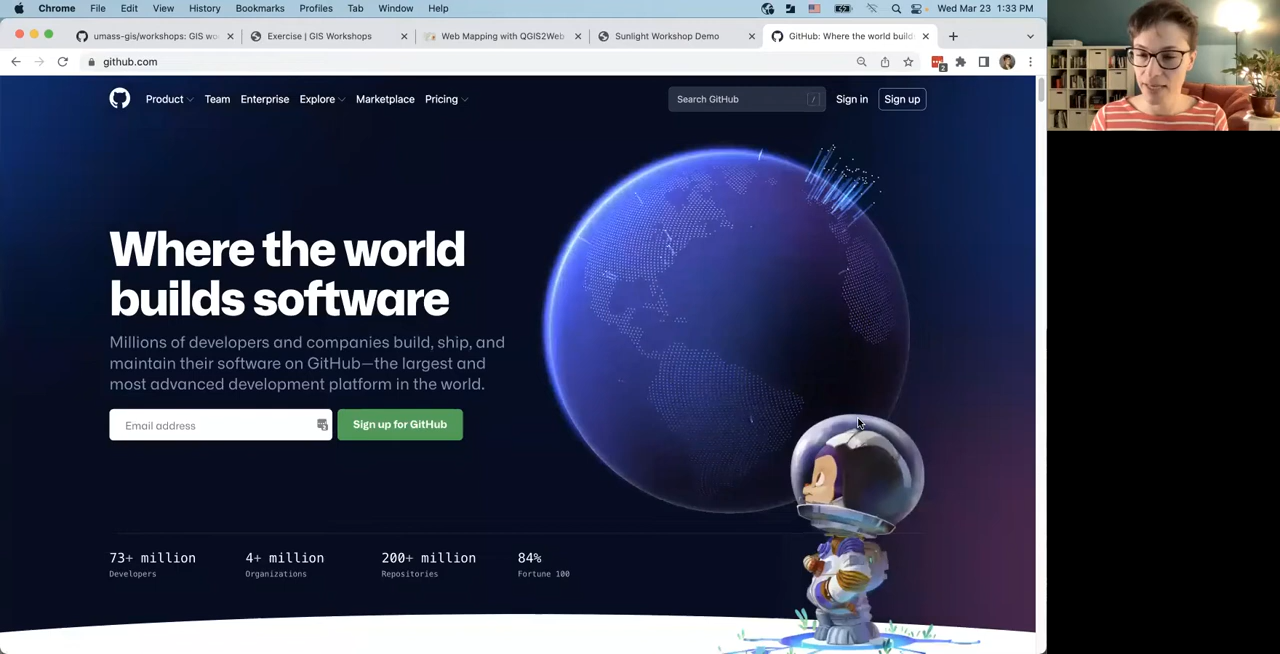 Chrome File Edit View History Bookmarks Profiles Tab Window Help Wed Mar 23 1:33 PM
umass-gis/workshops: GIS wo Exercise | GIS Workshops Web Mapping with QGIS2Web Sunlight Workshop Demo GitHub: Where the world build
github.com 2
Product Team Enterprise Explore Marketplace Pricing Search GitHub / Sign in Sign up
Where the world
builds software
Millions of developers and companies build, ship, and
maintain their software on GitHub—the largest and
most advanced development platform in the world.
Email address Sign up for GitHub
73+ million 4+ million 200+ million 84%
Developers Organizations Repositories Fortune 100